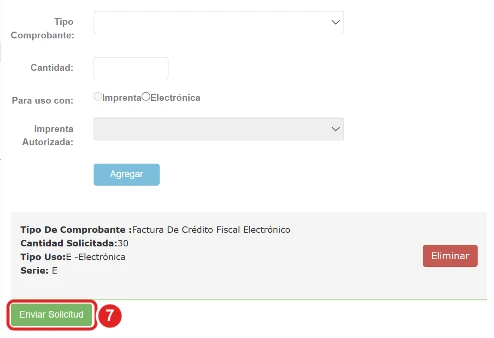 Tipo
Comprobante:
Cantidad:
Para uso con: Imprenta Electrónica
Imprenta
Autorizada:
Agregar
Tipo De Comprobante :Factura De Crédito Fiscal Electrónico
Cantidad Solicitada:30
Tipo Uso:E -Electrónica
Eliminar
Serie: E
Enviar Solicitud 7